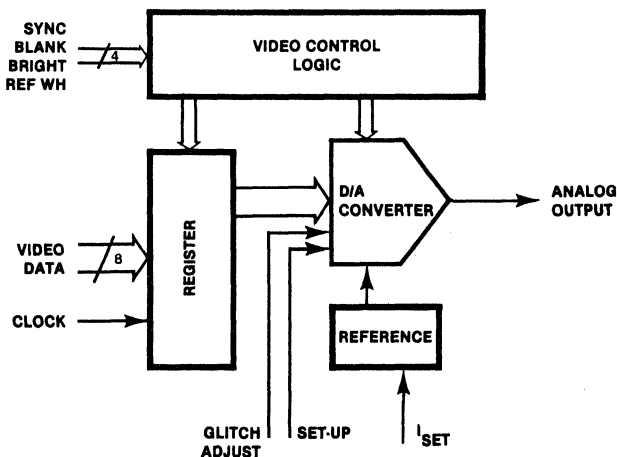 SYNC
BLANK
BRIGHT
REF WH
4
VIDEO CONTROL
LOGIC
D/A
CONVERTER
ANALOG
OUTPUT
REGISTER
VIDEO
DATA
8
CLOCK
REFERENCE
GLITCH
ADJUST
SET-UP
ISET